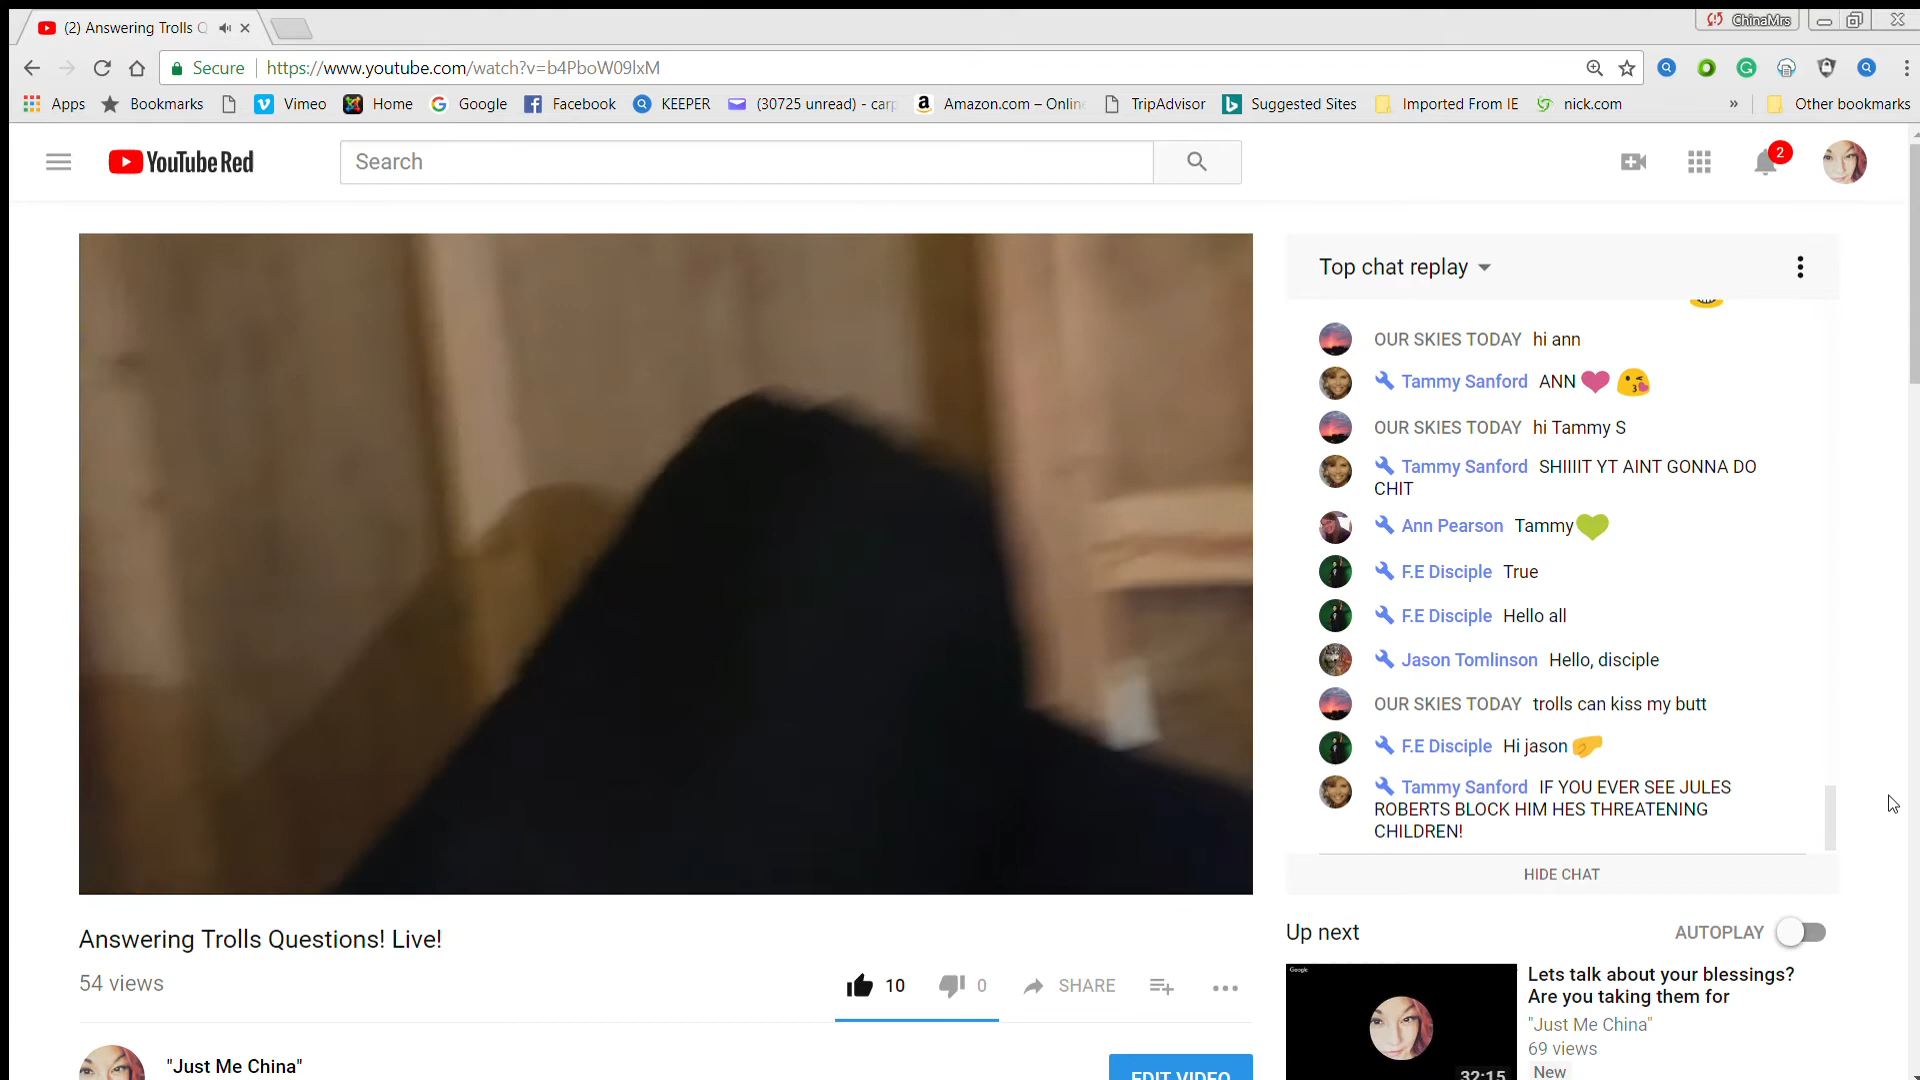 (2) Answering Trolls Q
ChinaMrs
Secure
https://www.youtube.com/watch?v=b4PboW09lxM
Apps
Bookmarks
Vimeo
Home
Google
Facebook
KEEPER
(30725 unread) - carp
Amazon.com – Onlin
TripAdvisor
Suggested Sites
Imported From IE
nick.com
»
Other bookmarks
YouTube Red
Search
2
Top chat replay
OUR SKIES TODAY hi ann
Tammy Sanford ANN
OUR SKIES TODAY hi Tammy S
Tammy Sanford SHIIIIT YT AINT GONNA DO
CHIT
Ann Pearson Tammy
F.E Disciple True
F.E Disciple Hello all
Jason Tomlinson Hello, disciple
OUR SKIES TODAY trolls can kiss my butt
F.E Disciple Hi jason
Tammy Sanford IF YOU EVER SEE JULES
ROBERTS BLOCK HIM HES THREATENING
CHILDREN!
HIDE CHAT
Answering Trolls Questions! Live!
54 views
10
0
SHARE
"Just Me China"
EDIT VIDEO
Up next
AUTOPLAY
Google
32:15
Lets talk about your blessings?
Are you taking them for
"Just Me China"
69 views
New